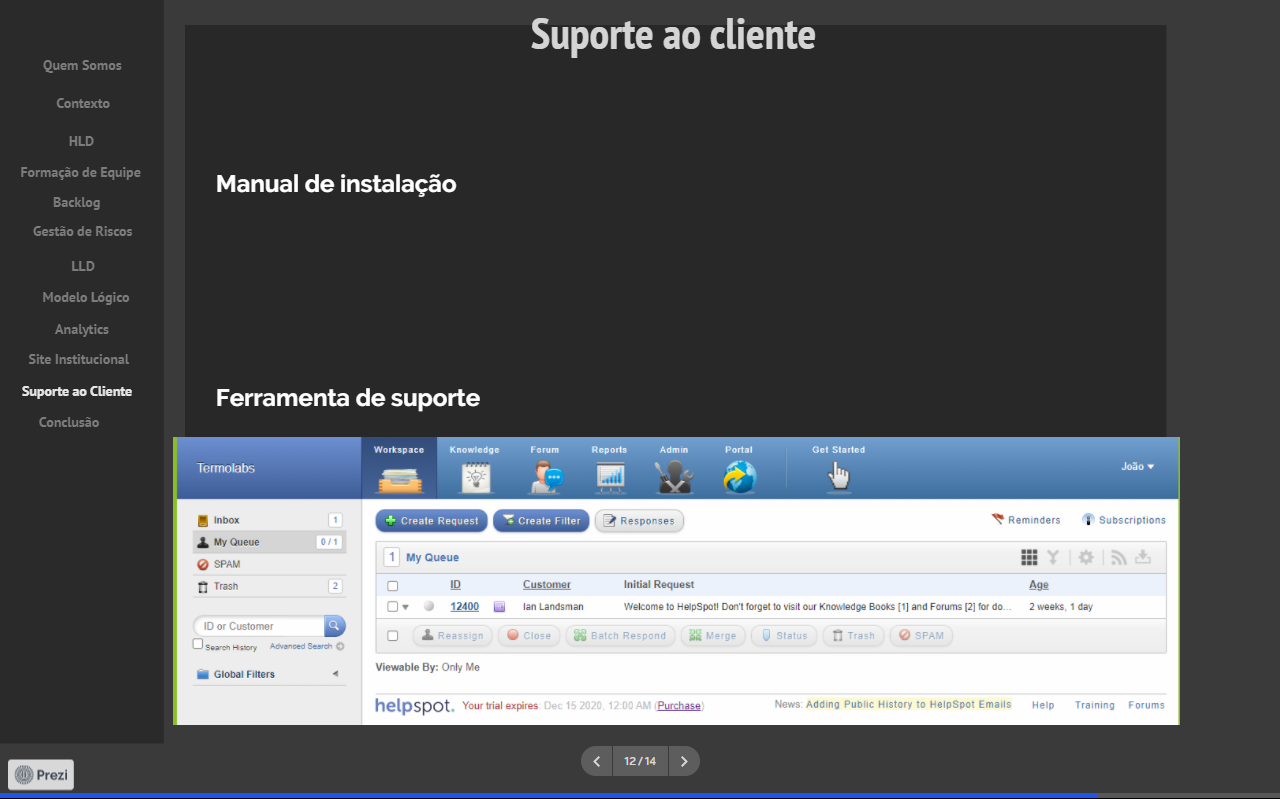 Suporte ao cliente
Quem Somos
Contexto
HLD
Formação de Equipe
Backlog
Gestão de Riscos
LLD
Modelo Lógico
Analytics
Site Institucional
Suporte ao Cliente
Conclusão
Manual de instalação
Ferramenta de suporte
Termolabs
Workspace Knowledge Forum Reports Admin Portal Get Started
João
Inbox 1
My Queue 0 / 1
SPAM
Trash 2
ID or Customer
Search History Advanced Search
Global Filters
Create Request Create Filter Responses Reminders Subscriptions
1 My Queue
ID Customer Initial Request Age
12400 Ian Landsman Welcome to HelpSpot! Don't forget to visit our Knowledge Books [1] and Forums [2] for do... 2 weeks, 1 day
Reassign Close Batch Respond Merge Status Trash SPAM
Viewable By: Only Me
helpspot. Your trial expires: Dec 15 2020, 12:00 AM (Purchase) News: Adding Public History to HelpSpot Emails Help Training Forums
12 / 14
Prezi